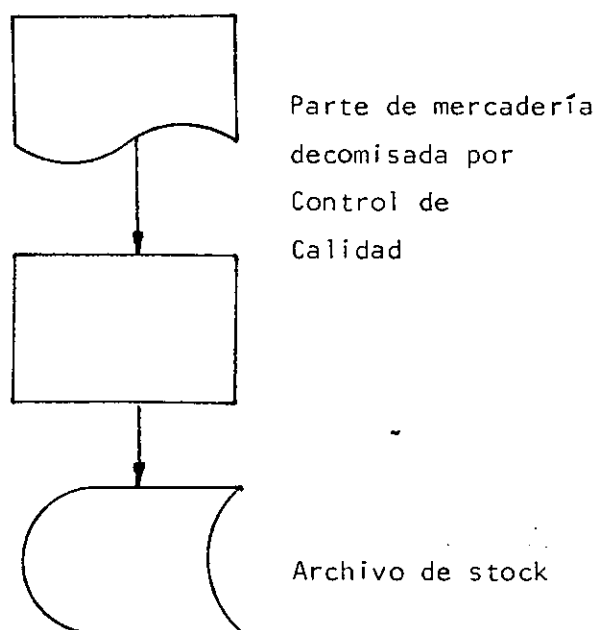 Parte de mercadería
decomisada por
Control de
Calidad
Archivo de stock